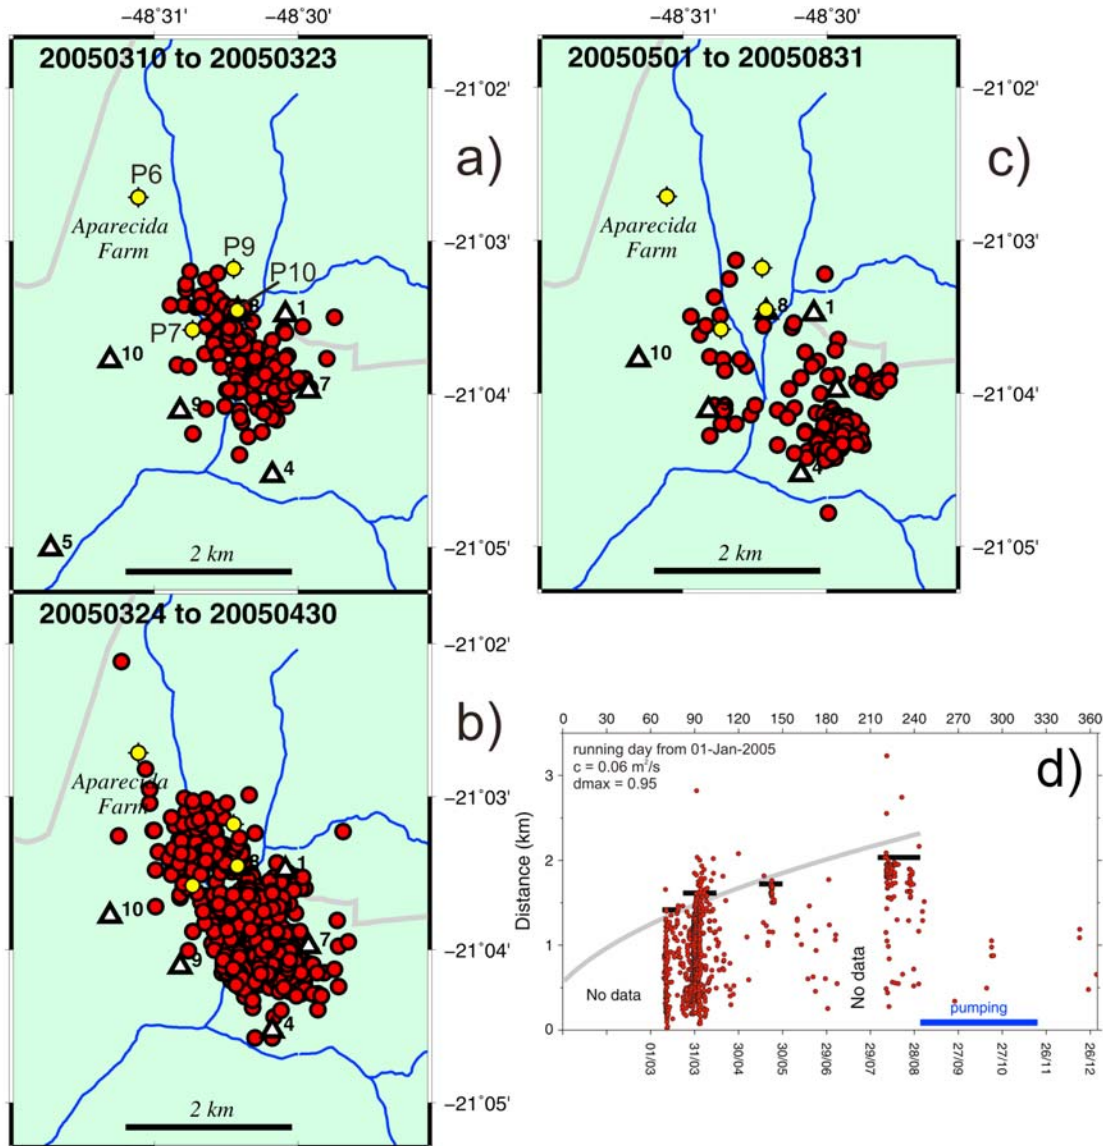 −48°31' −48°30'
20050310 to 20050323
a)
−21°02'
P6
Aparecida
Farm
−21°03'
P9
P10
8
1
P7
10
7
−21°04'
9
4
5
−21°05'
2 km
20050324 to 20050430
b)
−21°02'
Aparecida
Farm
−21°03'
8
1
10
7
−21°04'
9
4
−21°05'
2 km
−48°31' −48°30'
20050501 to 20050831
c)
−21°02'
Aparecida
Farm
−21°03'
8
1
10
−21°04'
4
−21°05'
2 km
0 30 60 90 120 150 180 210 240 270 300 330 360
running day from 01-Jan-2005
c = 0.06 m²/s
dmax = 0.95
d)
3
2
1
0
Distance (km)
No data
No data
pumping
01/03 31/03 30/04 30/05 29/06 29/07 28/08 27/09 27/10 26/11 26/12